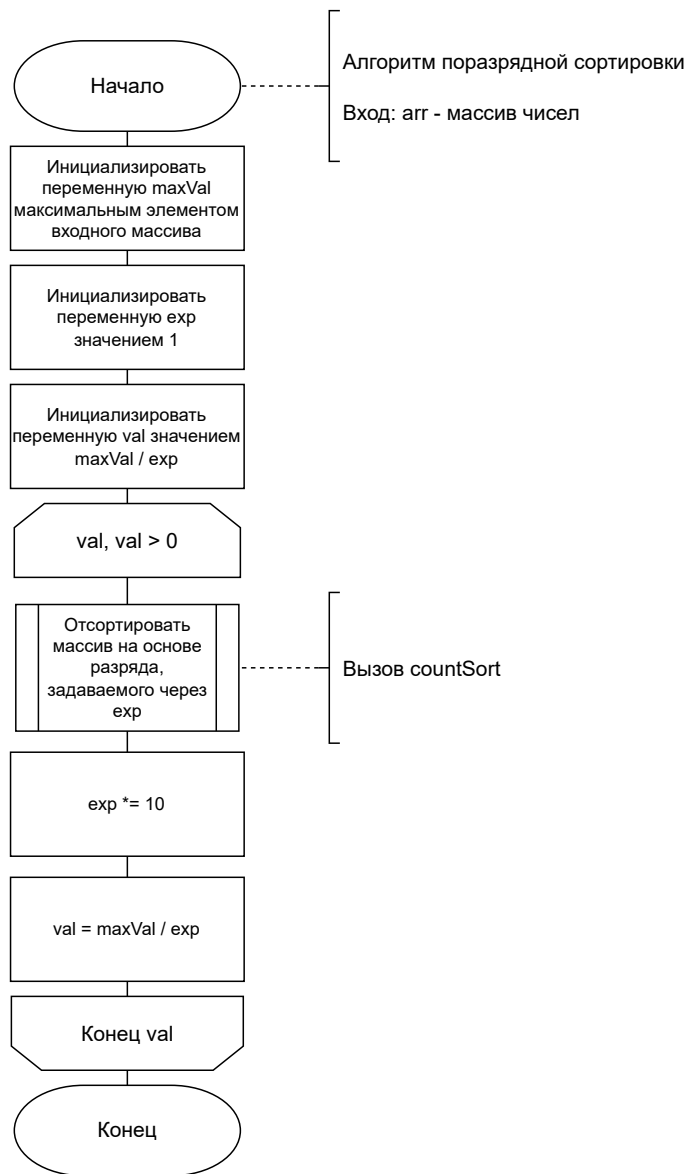 Начало
Алгоритм поразрядной сортировки
Вход: arr - массив чисел
Инициализировать
переменную maxVal
максимальным элементом
входного массива
Инициализировать
переменную exp
значением 1
Инициализировать
переменную val значением
maxVal / exp
val, val > 0
Отсортировать
массив на основе
разряда,
задаваемого через
exp
Вызов countSort
exp *= 10
val = maxVal / exp
Конец val
Конец